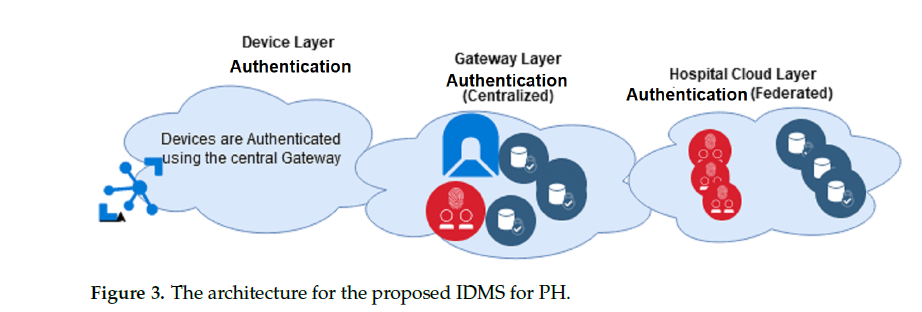 Device Layer
Authentication
Gateway Layer
Authentication
(Centralized)
Hospital Cloud Layer
Authentication (Federated)
Devices are Authenticated
using the central Gateway
Figure 3. The architecture for the proposed IDMS for PH.